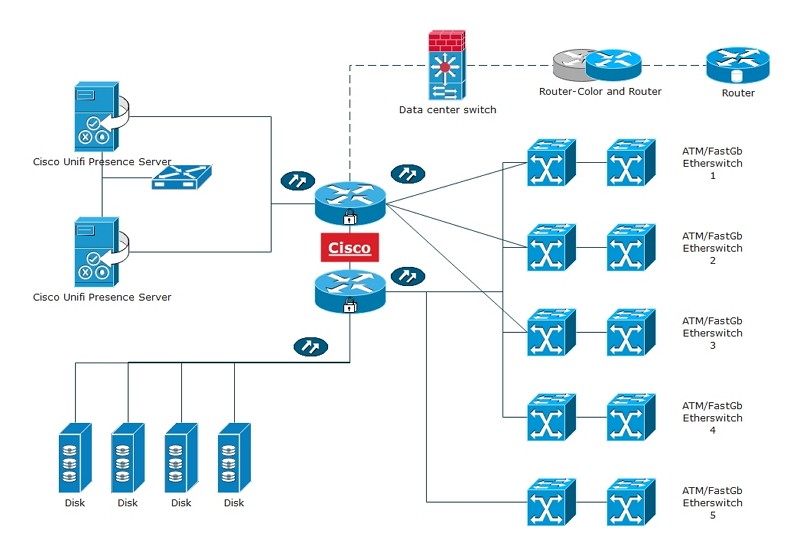 Data center switch
Router-Color and Router
Router
Cisco Unifi Presence Server
Cisco Unifi Presence Server
Cisco
ATM/FastGb
Etherswitch
1
ATM/FastGb
Etherswitch
2
ATM/FastGb
Etherswitch
3
ATM/FastGb
Etherswitch
4
ATM/FastGb
Etherswitch
5
Disk
Disk
Disk
Disk